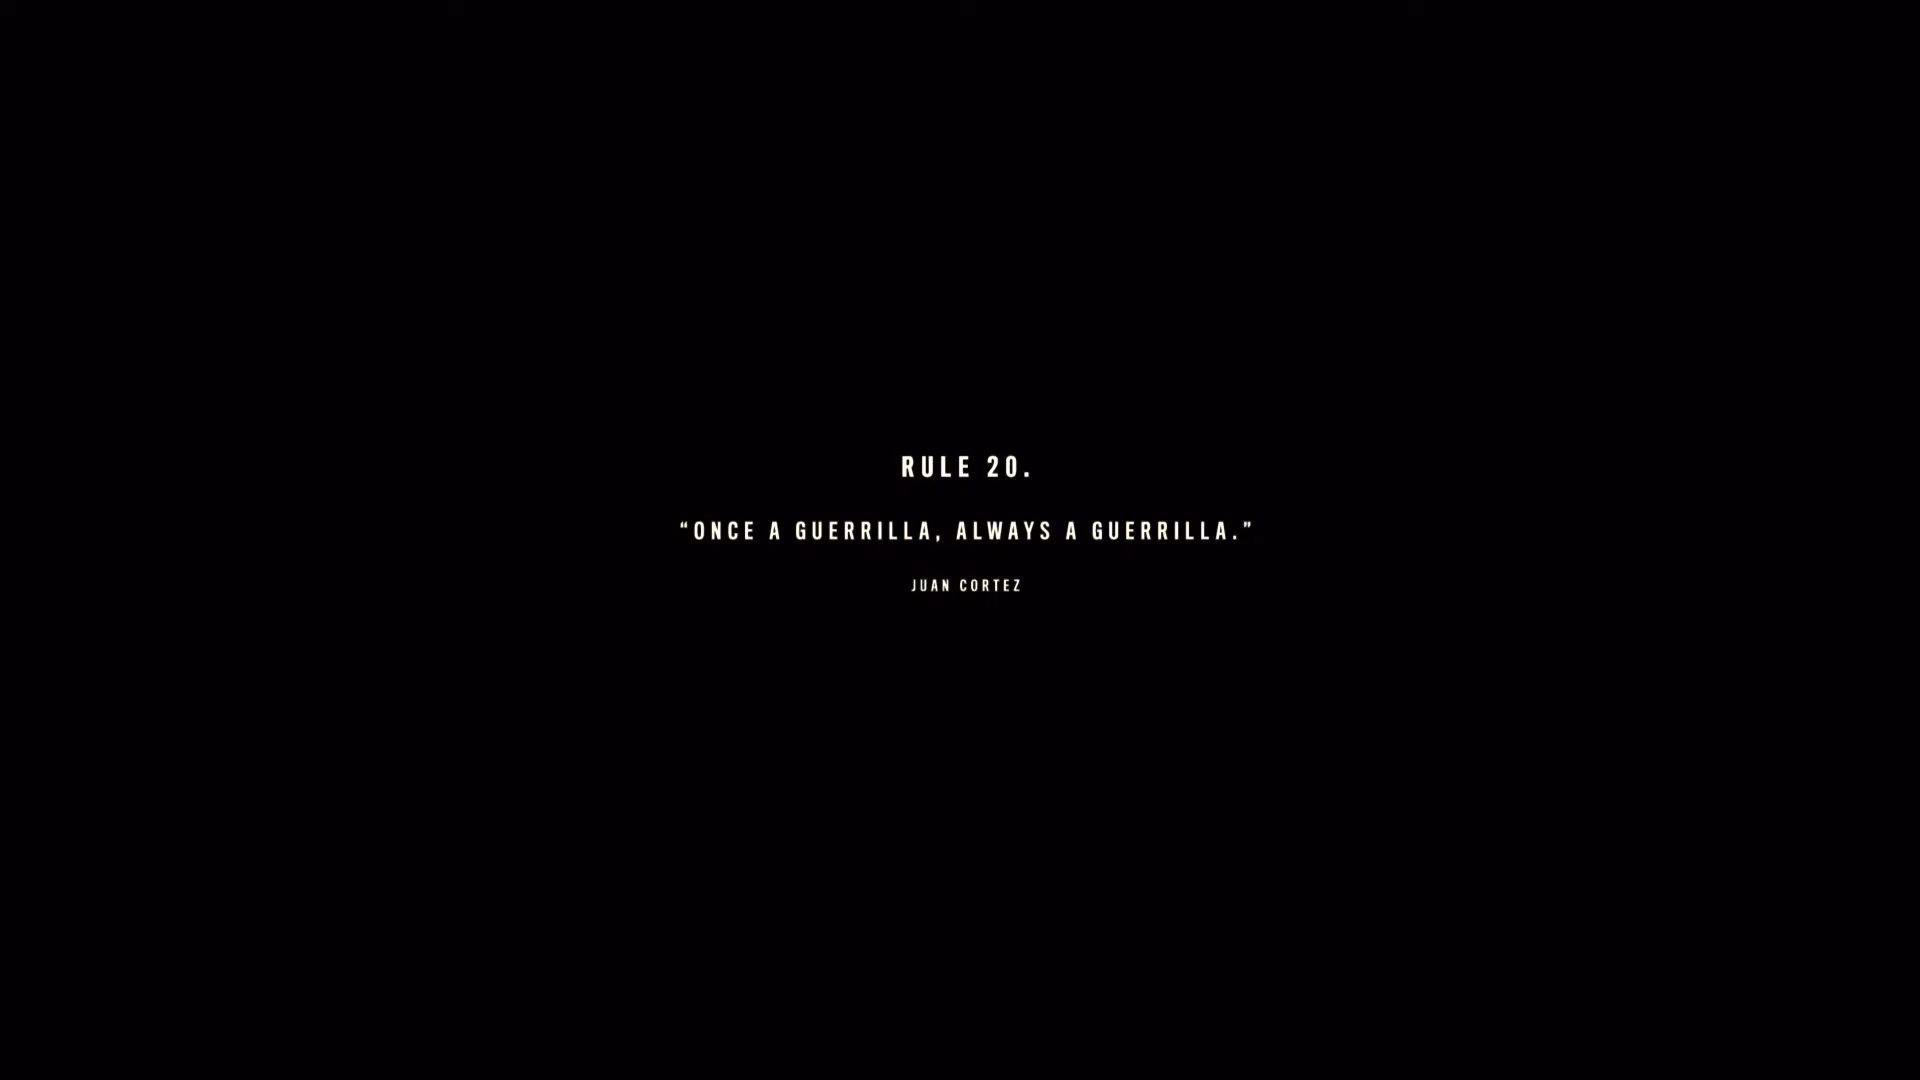 RULE 20.
“ONCE A GUERRILLA, ALWAYS A GUERRILLA.”
JUAN CORTEZ